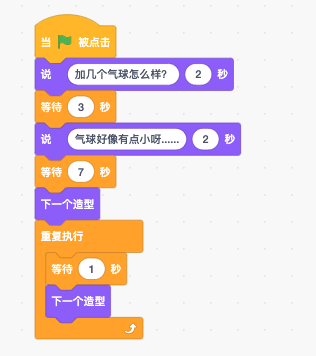 当 被点击
说 加几个气球怎么样? 2 秒
等待 3 秒
说 气球好像有点小呀...... 2 秒
等待 7 秒
下一个造型
重复执行
等待 1 秒
下一个造型